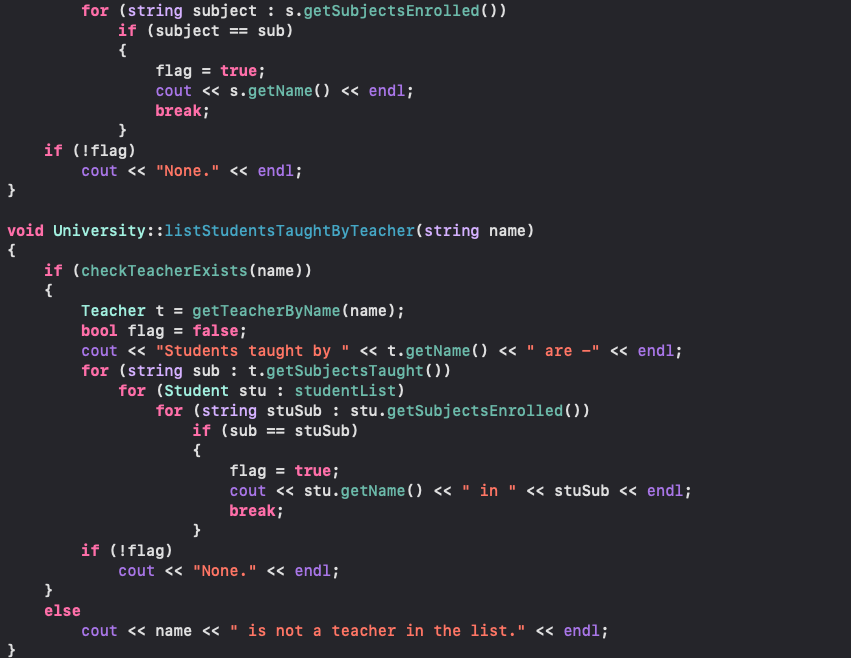 for (string subject : s.getSubjectsEnrolled())
if (subject == sub)
{
flag = true;
cout << s.getName() << endl;
break;
}
if (!flag)
cout << "None." << endl;
}
void University::listStudentsTaughtByTeacher(string name)
{
if (checkTeacherExists(name))
{
Teacher t = getTeacherByName(name);
bool flag = false;
cout << "Students taught by " << t.getName() << " are -" << endl;
for (string sub : t.getSubjectsTaught())
for (Student stu : studentList)
for (string stuSub : stu.getSubjectsEnrolled())
if (sub == stuSub)
{
flag = true;
cout << stu.getName() << " in " << stuSub << endl;
break;
}
if (!flag)
cout << "None." << endl;
}
else
cout << name << " is not a teacher in the list." << endl;
}